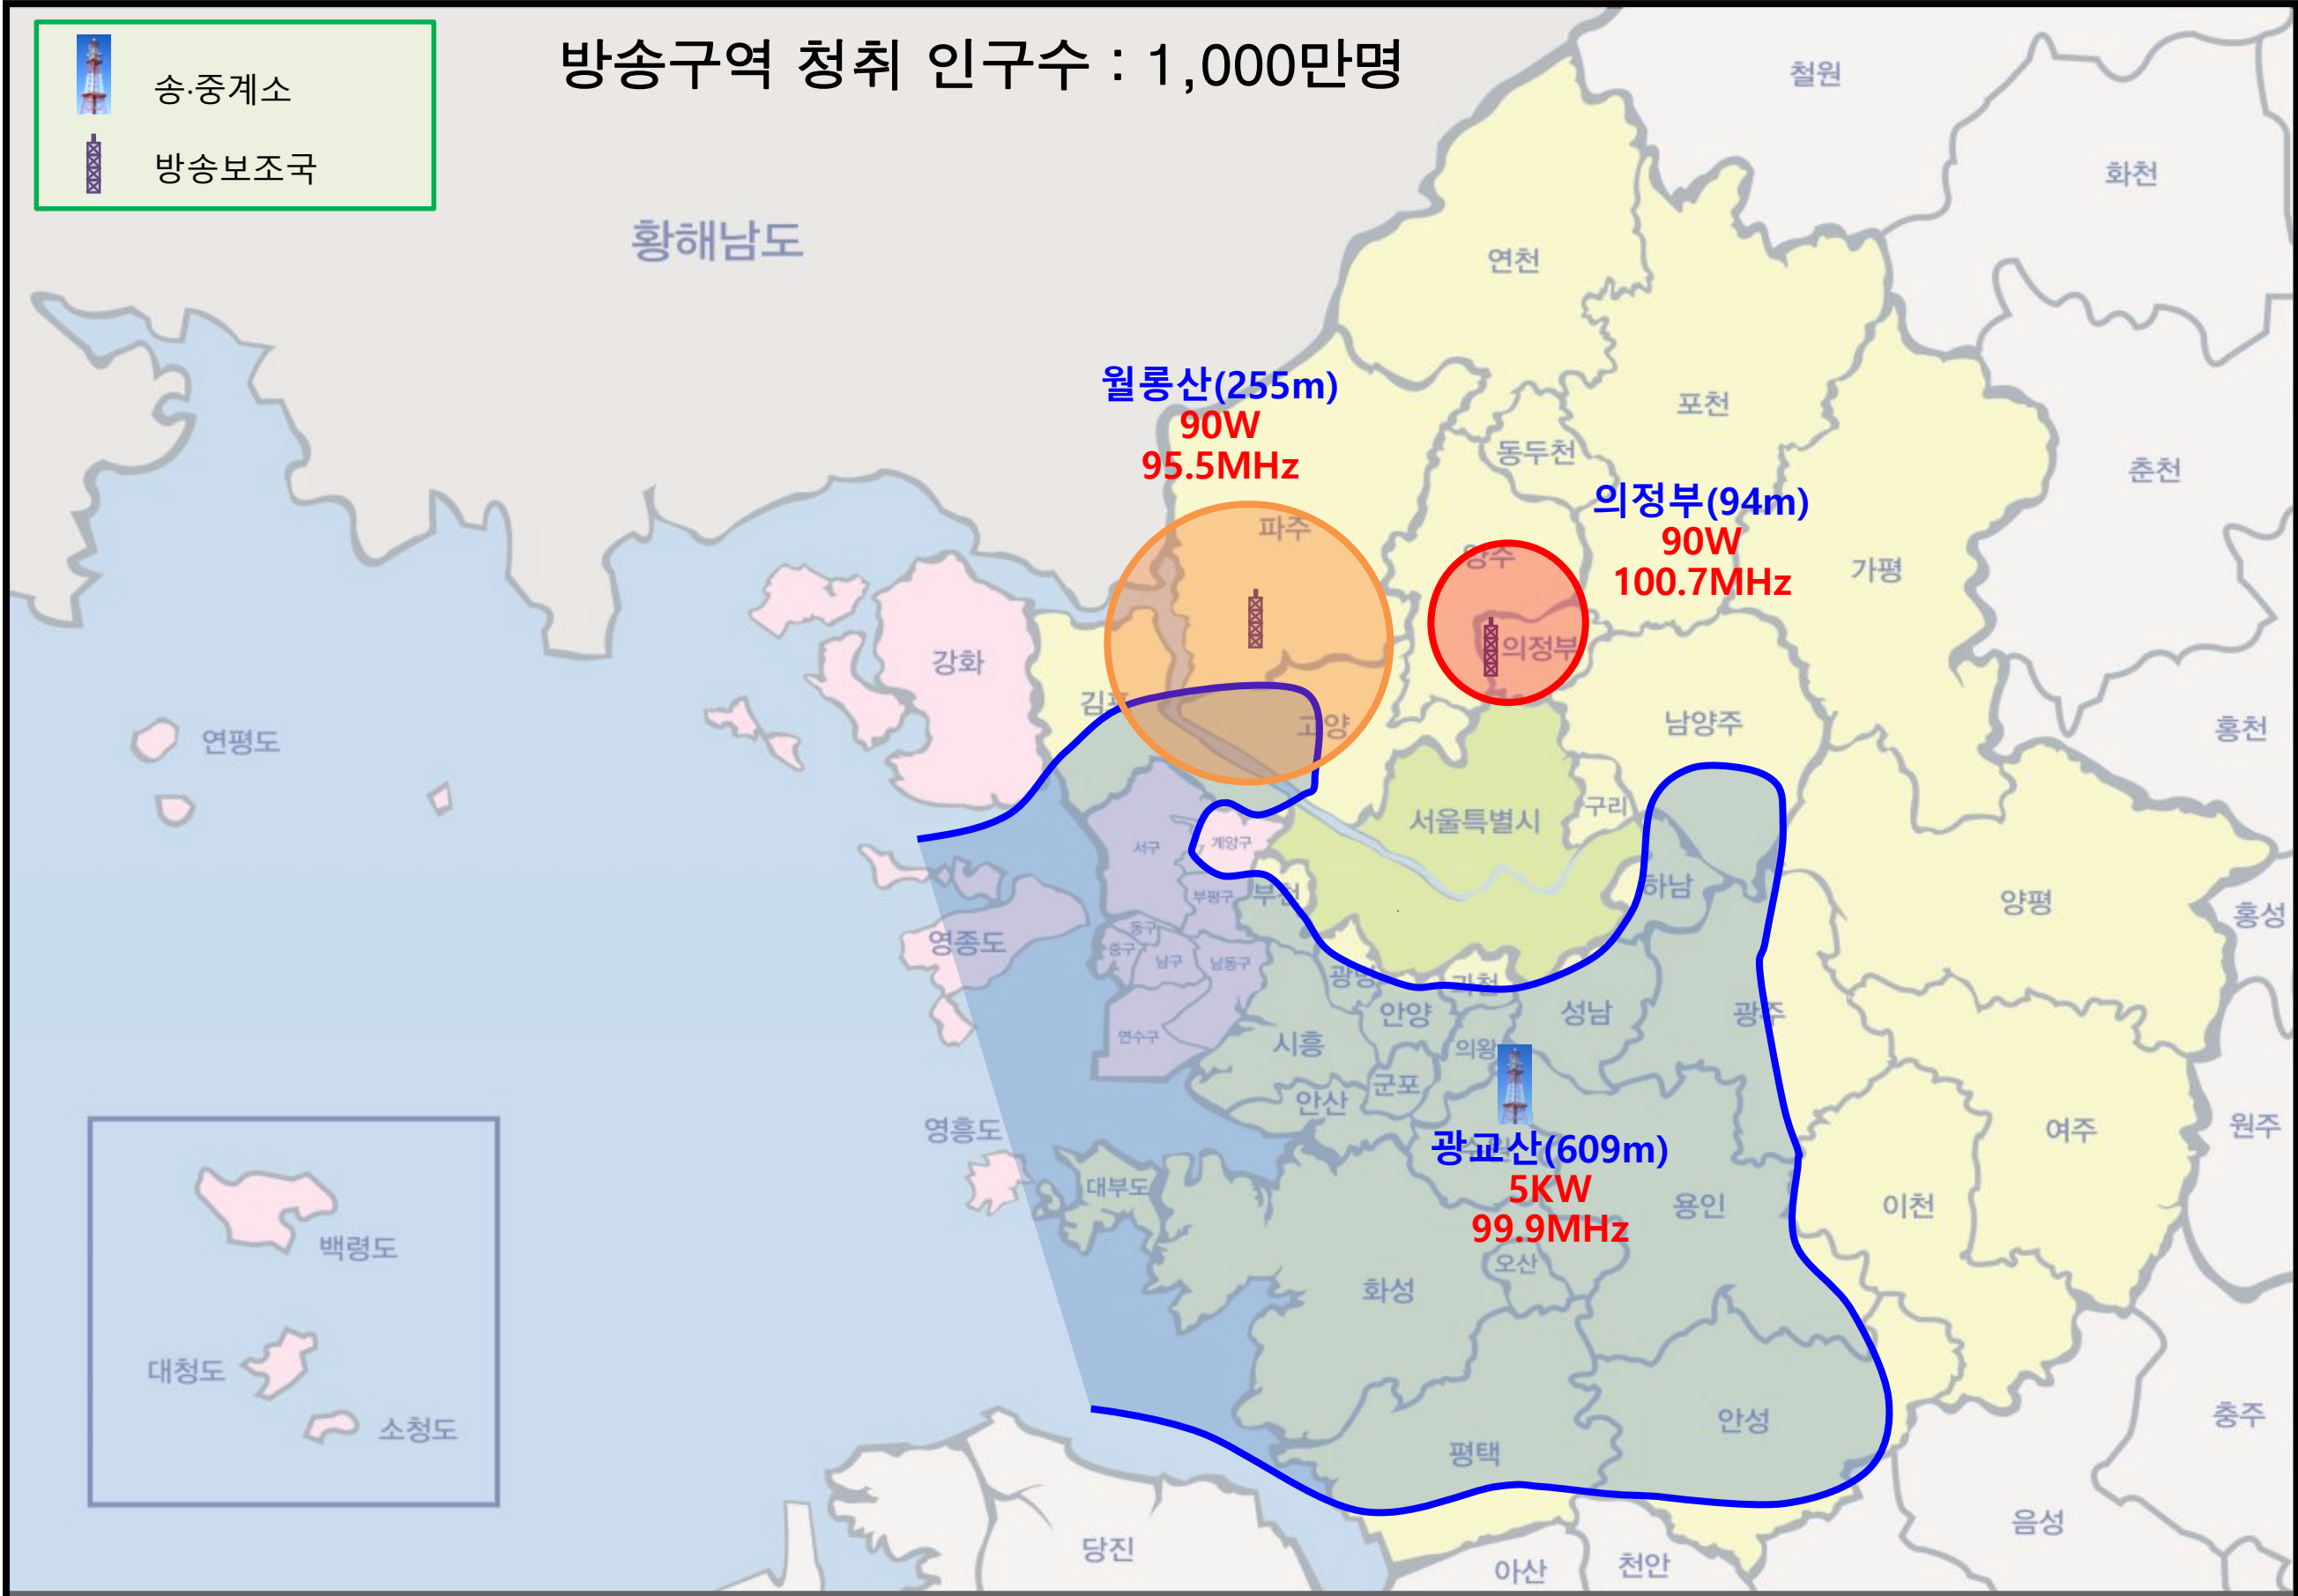 방송구역 청취 인구수 : 1,000만명
송·중계소
방송보조국
철원
화천
황해남도
연천
월롱산(255m)
90W
95.5MHz
포천
동두천
춘천
의정부(94m)
90W
100.7MHz
파주
양주
가평
의정부
강화
김포
고양
남양주
홍천
연평도
서울특별시
구리
서구
계양구
부평구
부천
하남
양평
홍성
영종도
동구
중구
남구
남동구
광명
과천
안양
성남
광주
연수구
시흥
의왕
군포
안산
영흥도
여주
원주
광교산(609m)
5KW
99.9MHz
대부도
용인
이천
백령도
오산
화성
대청도
소청도
안성
충주
평택
당진
음성
아산
천안